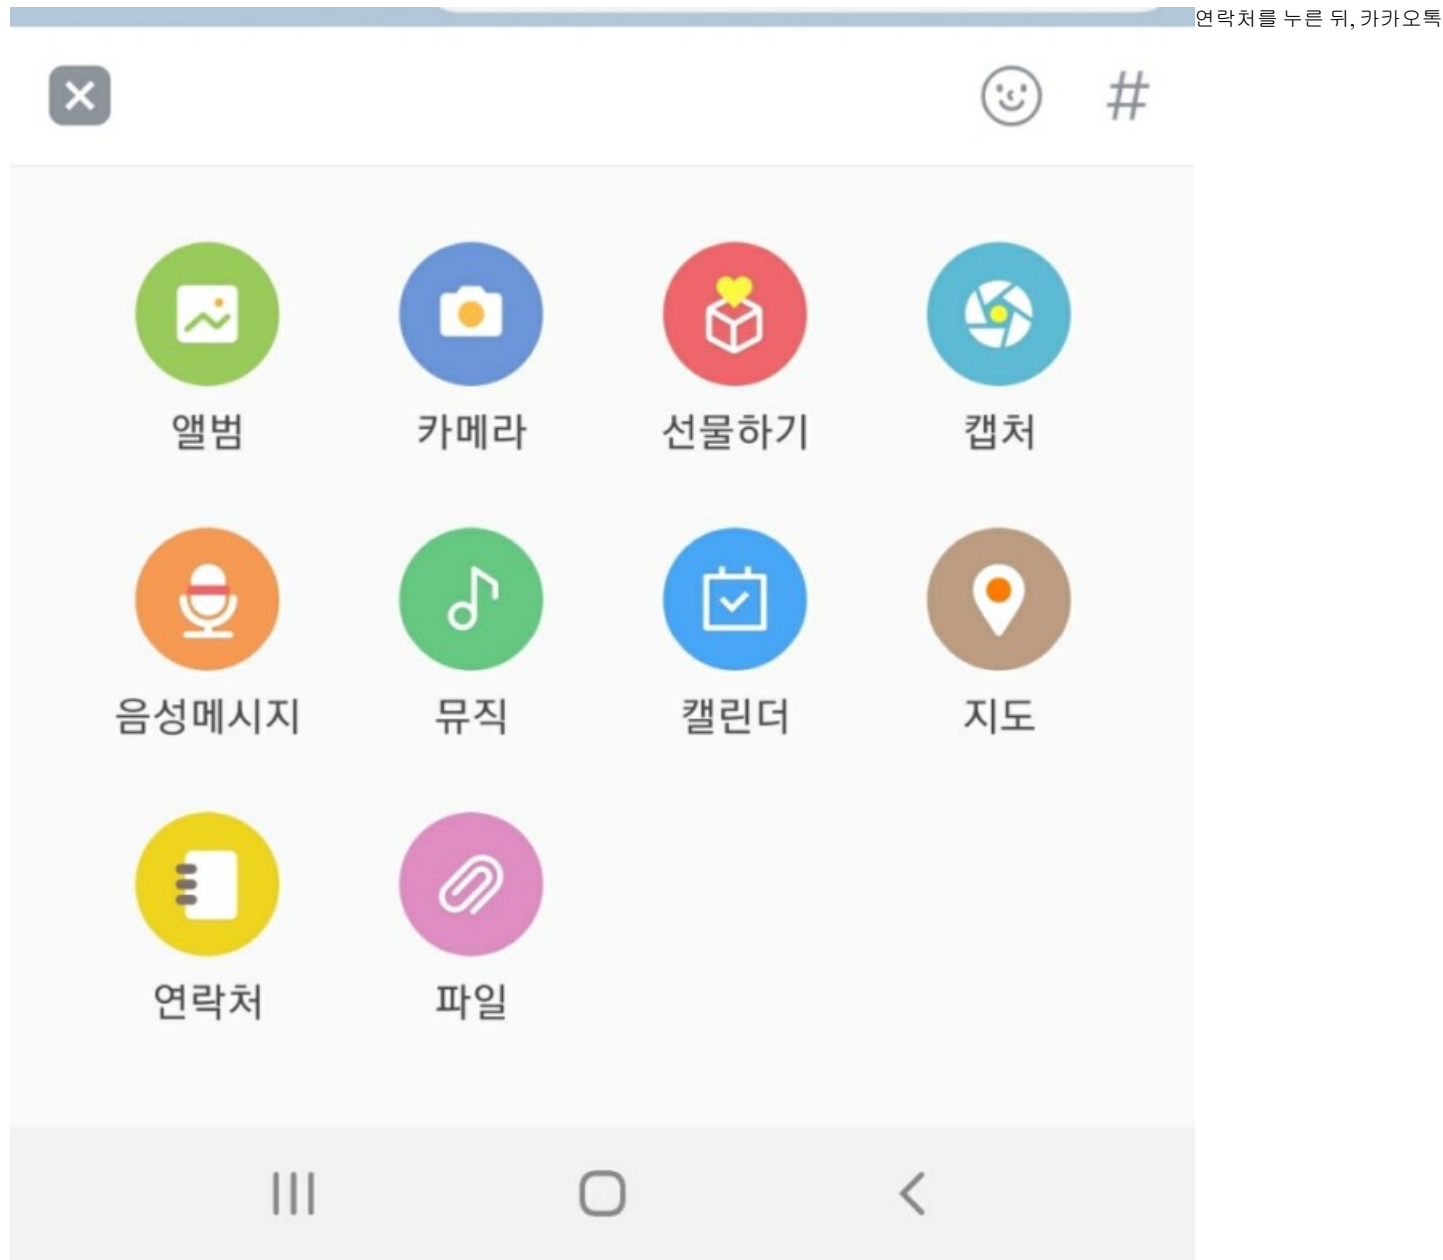 연락처를 누른 뒤, 카카오톡
#
앨범 카메라 선물하기 캡처
음성메시지 뮤직 캘린더 지도
연락처 파일